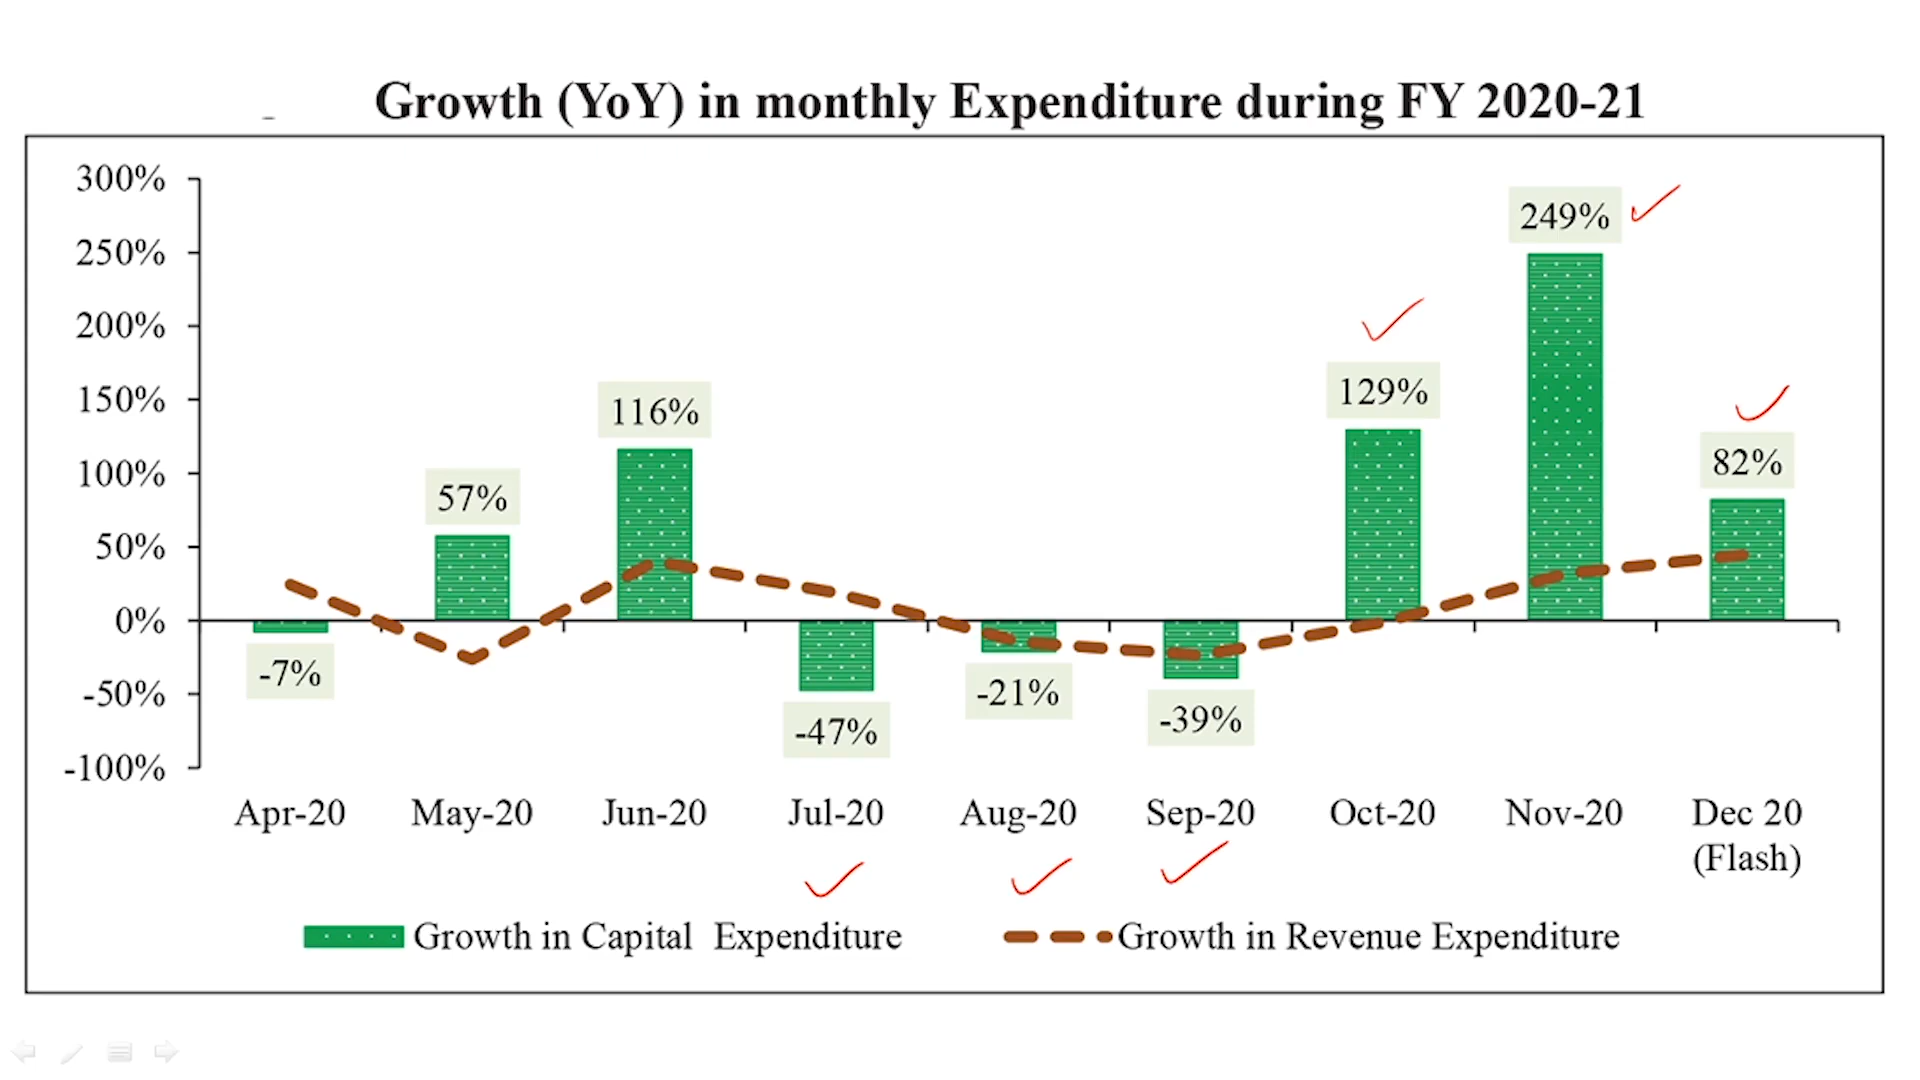 Growth (YoY) in monthly Expenditure during FY 2020-21
300%
250%
200%
150%
100%
50%
0%
-50%
-100%
-7%
57%
116%
-47%
-21%
-39%
129%
249%
82%
Apr-20
May-20
Jun-20
Jul-20
Aug-20
Sep-20
Oct-20
Nov-20
Dec 20
(Flash)
Growth in Capital Expenditure
Growth in Revenue Expenditure